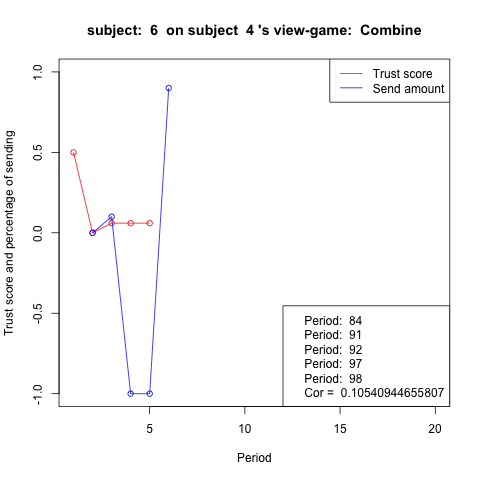 subject:  6  on subject  4 's view-game:  Combine
Trust score and percentage of sending
1.0
0.5
0.0
-0.5
-1.0
Trust score
Send amount
Period:  84
Period:  91
Period:  92
Period:  97
Period:  98
Cor =  0.10540944655807
5
10
15
20
Period